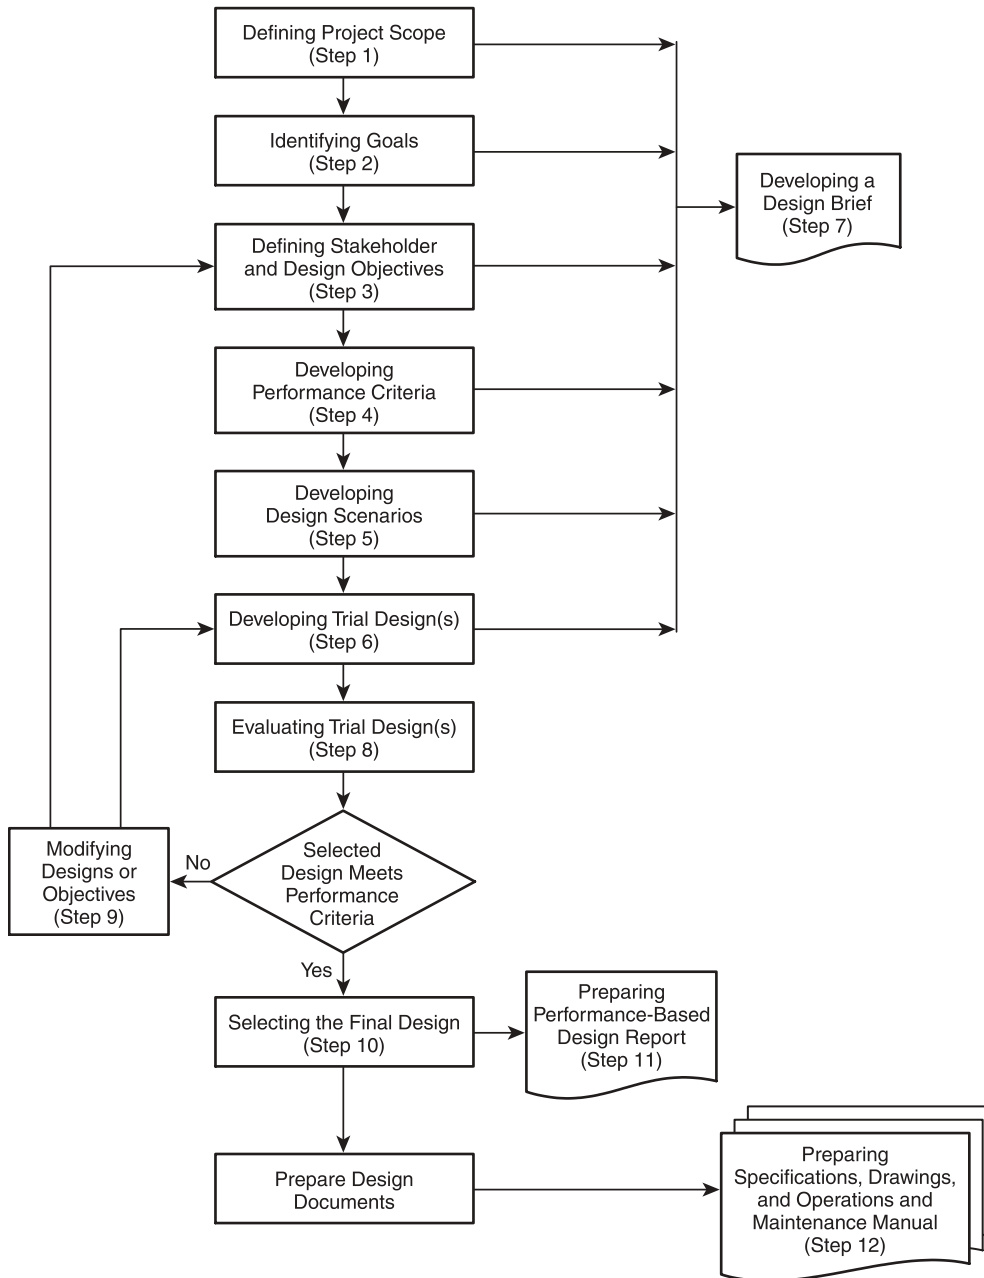 Defining Project Scope
(Step 1)
Identifying Goals
(Step 2)
Developing a
Design Brief
(Step 7)
Defining Stakeholder
and Design Objectives
(Step 3)
Developing
Performance Criteria
(Step 4)
Developing
Design Scenarios
(Step 5)
Developing Trial Design(s)
(Step 6)
Evaluating Trial Design(s)
(Step 8)
Selected
Design Meets
Performance
Criteria
No
Modifying
Designs or
Objectives
(Step 9)
Yes
Selecting the Final Design
(Step 10)
Preparing
Performance-Based
Design Report
(Step 11)
Prepare Design
Documents
Preparing
Specifications, Drawings,
and Operations and
Maintenance Manual
(Step 12)